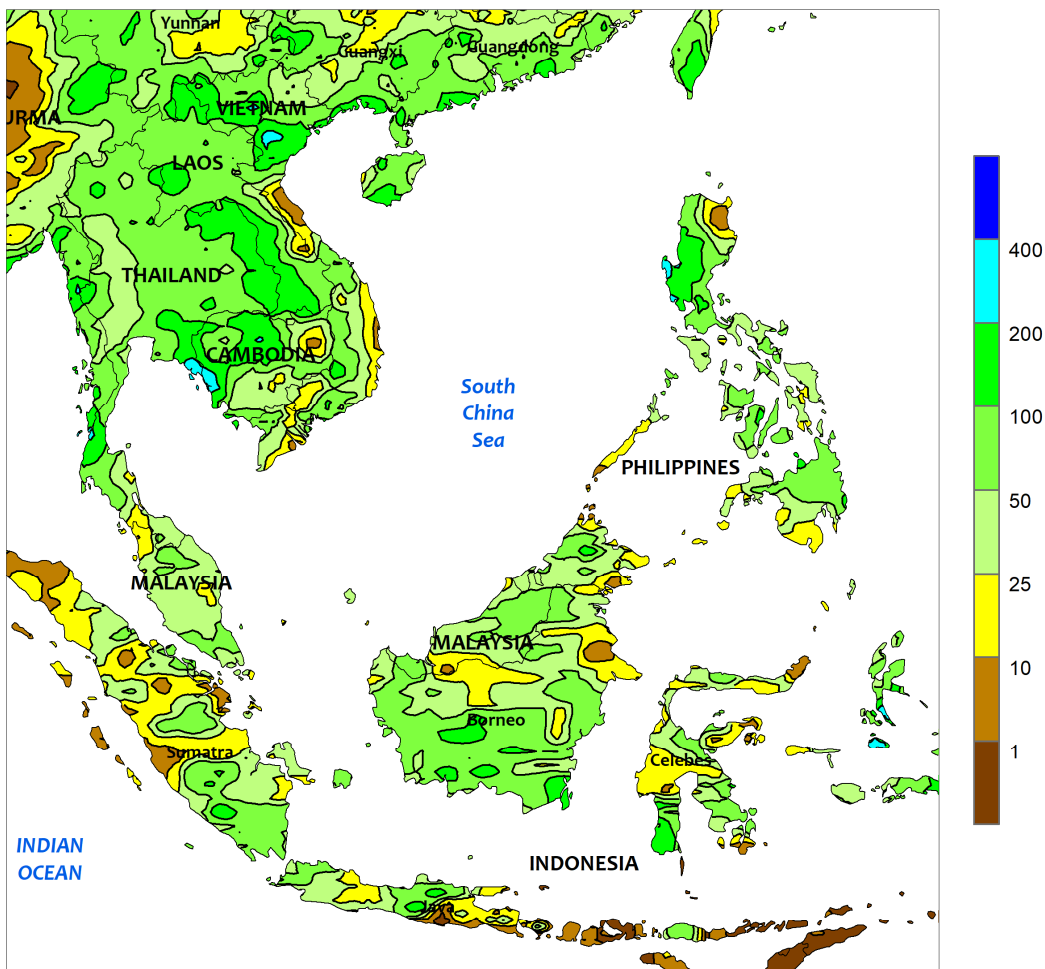 Yunnan
Guangxi
Guangdong
URMA
VIETNAM
LAOS
THAILAND
CAMBODIA
South
China
Sea
PHILIPPINES
MALAYSIA
MALAYSIA
Borneo
Sumatra
Celebes
INDIAN
OCEAN
INDONESIA
Java
400
200
100
50
25
10
1